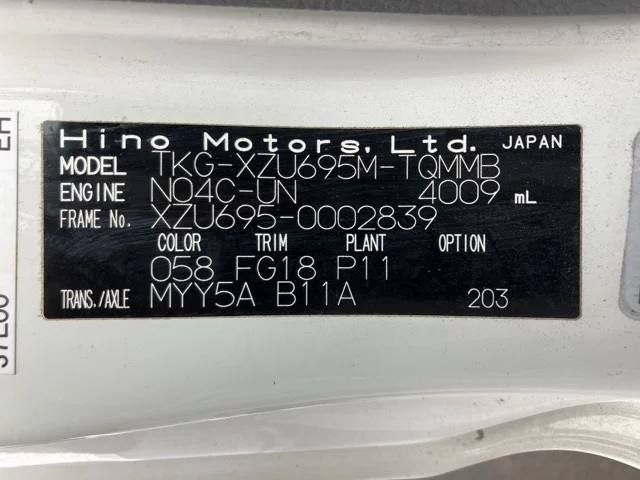 Hino Motors, Ltd. JAPAN
MODEL TKG-XZU695M-TQMMB
ENGINE N04C-UN 4009 mL
FRAME No. XZU695-0002839
COLOR TRIM PLANT OPTION
058 FG18 P11
TRANS./AXLE MYY5A B11A 203